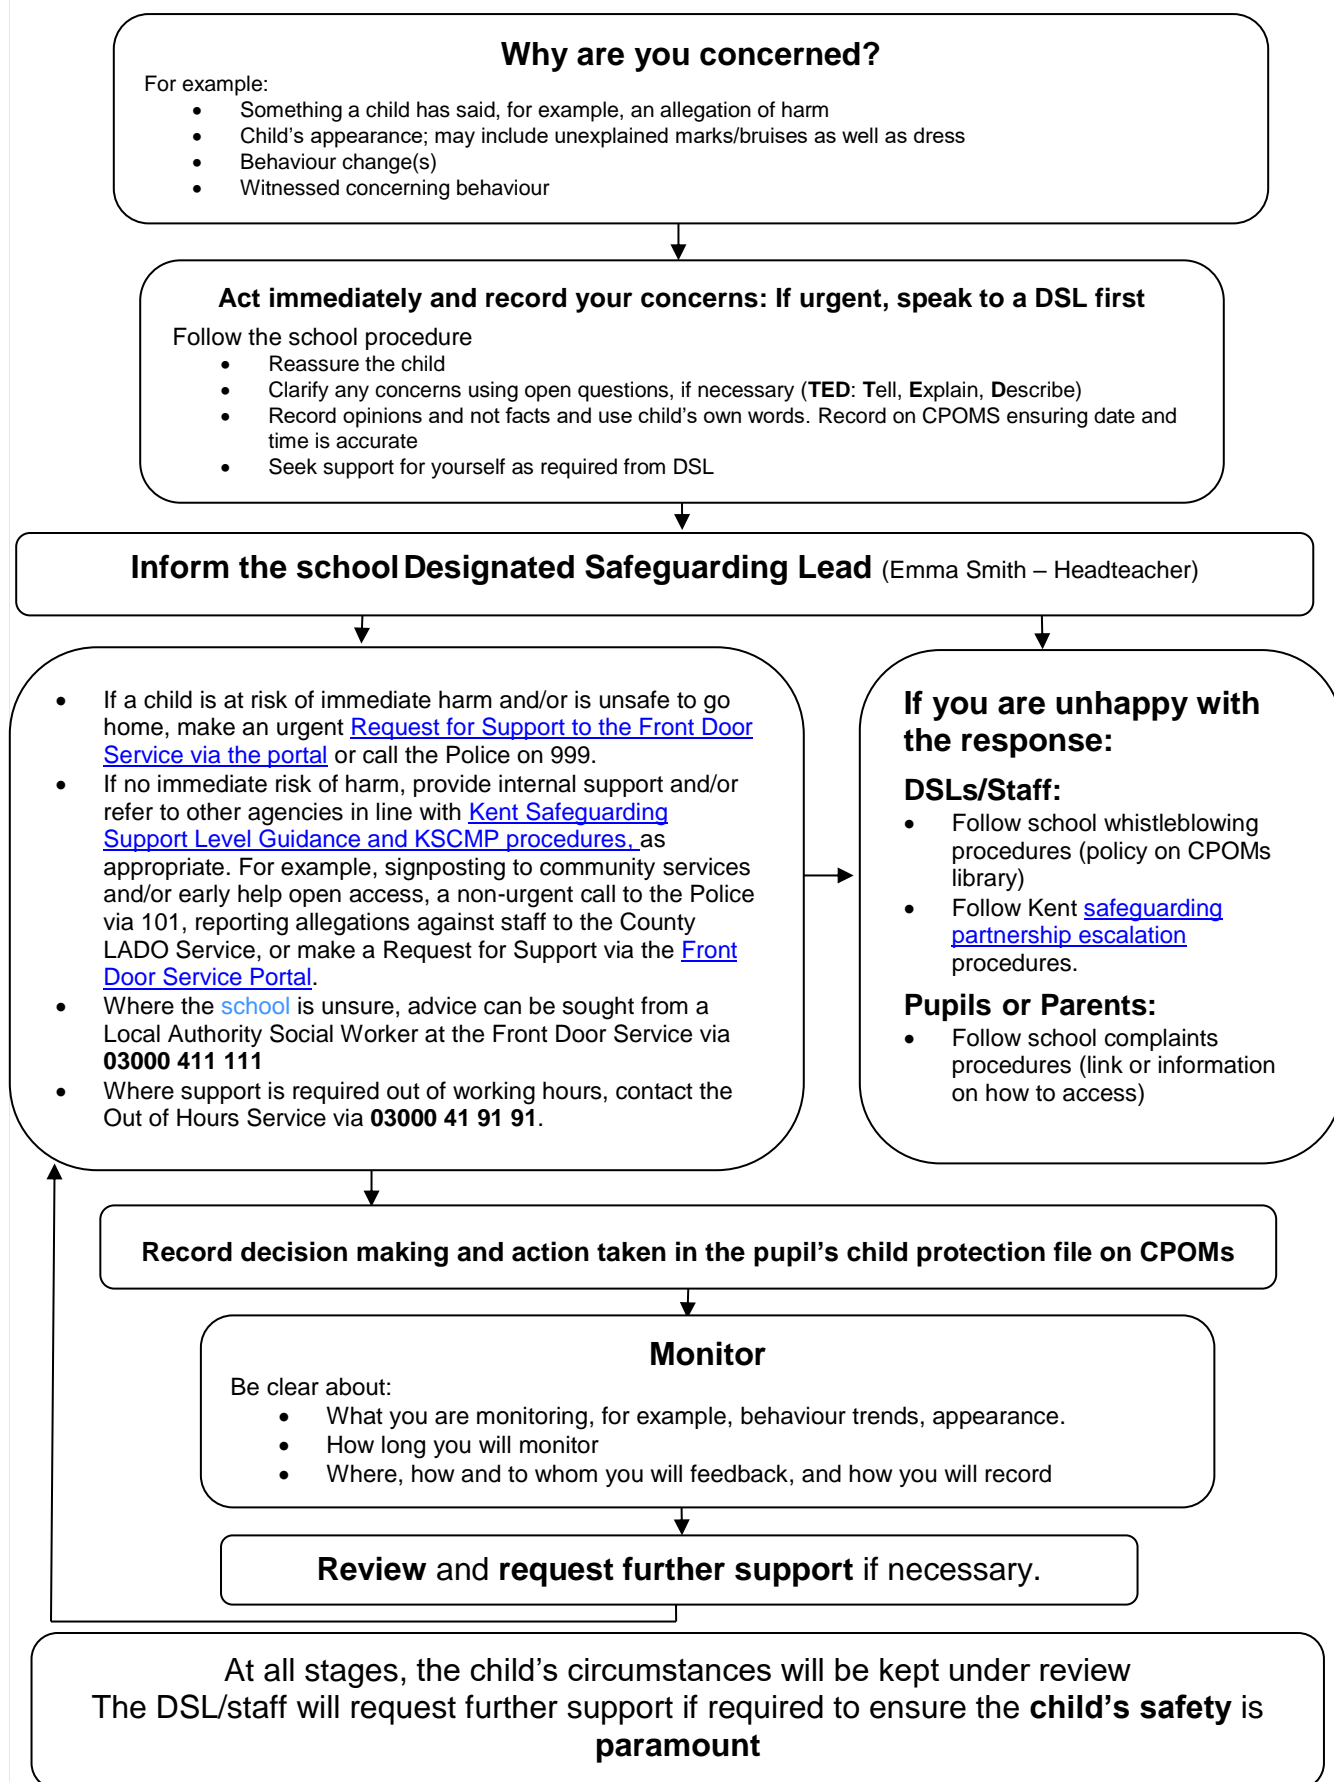 Why are you concerned?
For example:
• Something a child has said, for example, an allegation of harm
• Child's appearance; may include unexplained marks/bruises as well as dress
• Behaviour change(s)
• Witnessed concerning behaviour
Act immediately and record your concerns: If urgent, speak to a DSL first
Follow the school procedure
• Reassure the child
• Clarify any concerns using open questions, if necessary (TED: Tell, Explain, Describe)
• Record opinions and not facts and use child's own words. Record on CPOMS ensuring date and
time is accurate
• Seek support for yourself as required from DSL
Inform the school Designated Safeguarding Lead (Emma Smith – Headteacher)
• If a child is at risk of immediate harm and/or is unsafe to go
home, make an urgent Request for Support to the Front Door
Service via the portal or call the Police on 999.
• If no immediate risk of harm, provide internal support and/or
refer to other agencies in line with Kent Safeguarding
Support Level Guidance and KSCMP procedures, as
appropriate. For example, signposting to community services
and/or early help open access, a non-urgent call to the Police
via 101, reporting allegations against staff to the County
LADO Service, or make a Request for Support via the Front
Door Service Portal.
• Where the school is unsure, advice can be sought from a
Local Authority Social Worker at the Front Door Service via
03000 411 111
• Where support is required out of working hours, contact the
Out of Hours Service via 03000 41 91 91.
If you are unhappy with
the response:
DSLs/Staff:
• Follow school whistleblowing
procedures (policy on CPOMs
library)
• Follow Kent safeguarding
partnership escalation
procedures.
Pupils or Parents:
• Follow school complaints
procedures (link or information
on how to access)
Record decision making and action taken in the pupil's child protection file on CPOMs
Monitor
Be clear about:
• What you are monitoring, for example, behaviour trends, appearance.
• How long you will monitor
• Where, how and to whom you will feedback, and how you will record
Review and request further support if necessary.
At all stages, the child's circumstances will be kept under review
The DSL/staff will request further support if required to ensure the child's safety is
paramount